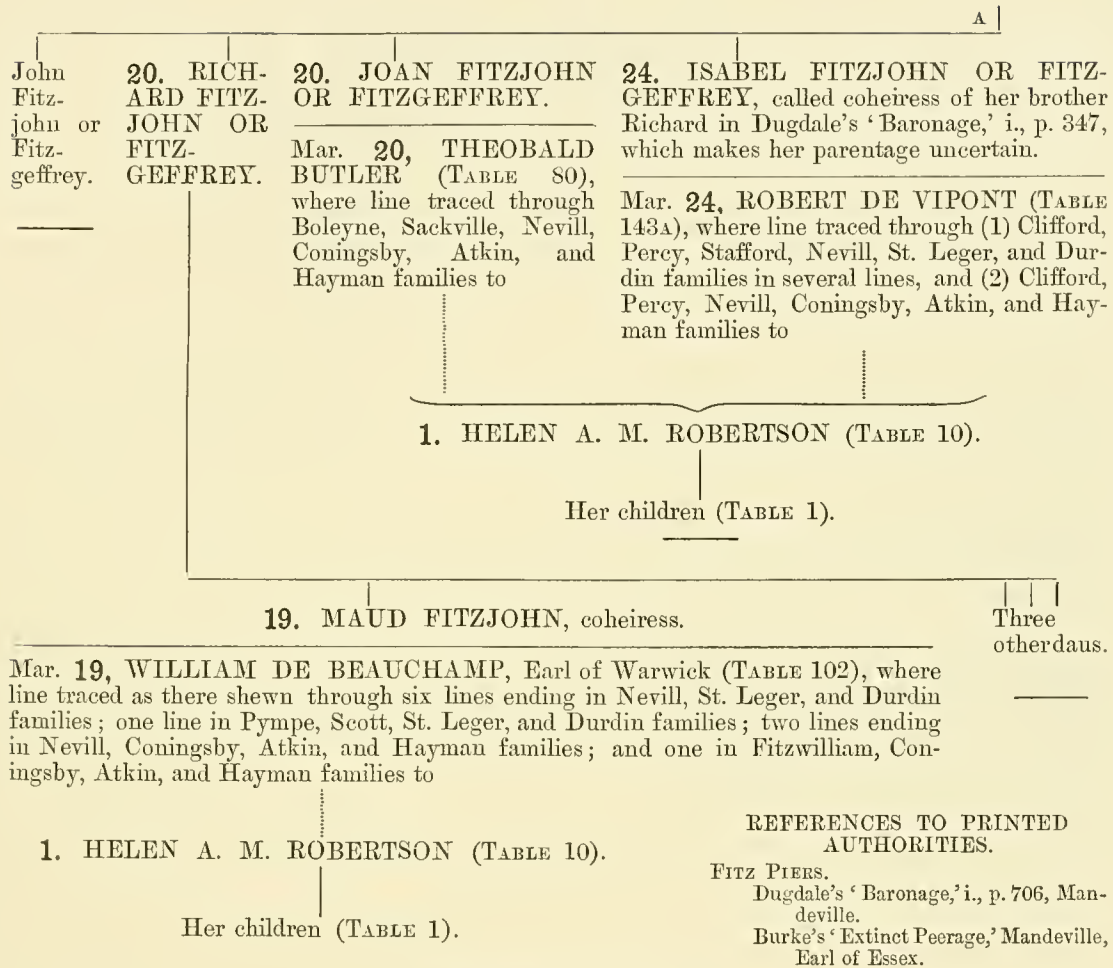 A
John
Fitz-
john or
Fitz-
geffrey.
20. RICH-
ARD FITZ-
JOHN OR
FITZ-
GEFFREY.
20. JOAN FITZJOHN
OR FITZGEFFREY.
Mar. 20, THEOBALD
BUTLER (TABLE 80),
where line traced through
Boleyne, Sackville, Nevill,
Coningsby, Atkin, and
Hayman families to
24. ISABEL FITZJOHN OR FITZ-
GEFFREY, called coheiress of her brother
Richard in Dugdale's ‘Baronage,’ i., p. 347,
which makes her parentage uncertain.
Mar. 24, ROBERT DE VIPONT (TABLE
143A), where line traced through (1) Clifford,
Percy, Stafford, Nevill, St. Leger, and Dur-
din families in several lines, and (2) Clifford,
Percy, Nevill, Coningsby, Atkin, and Hay-
man families to
1. HELEN A. M. ROBERTSON (TABLE 10).
Her children (TABLE 1).
19. MAUD FITZJOHN, coheiress.
Three
other daus.
Mar. 19, WILLIAM DE BEAUCHAMP, Earl of Warwick (TABLE 102), where
line traced as there shewn through six lines ending in Nevill, St. Leger, and Durdin
families; one line in Pympe, Scott, St. Leger, and Durdin families; two lines ending
in Nevill, Coningsby, Atkin, and Hayman families; and one in Fitzwilliam, Con-
ingsby, Atkin, and Hayman families to
1. HELEN A. M. ROBERTSON (TABLE 10).
Her children (TABLE 1).
REFERENCES TO PRINTED
AUTHORITIES.
FITZ PIERS.
Dugdale's ‘Baronage,’ i., p. 706, Man-
deville.
Burke's ‘Extinct Peerage,’ Mandeville,
Earl of Essex.